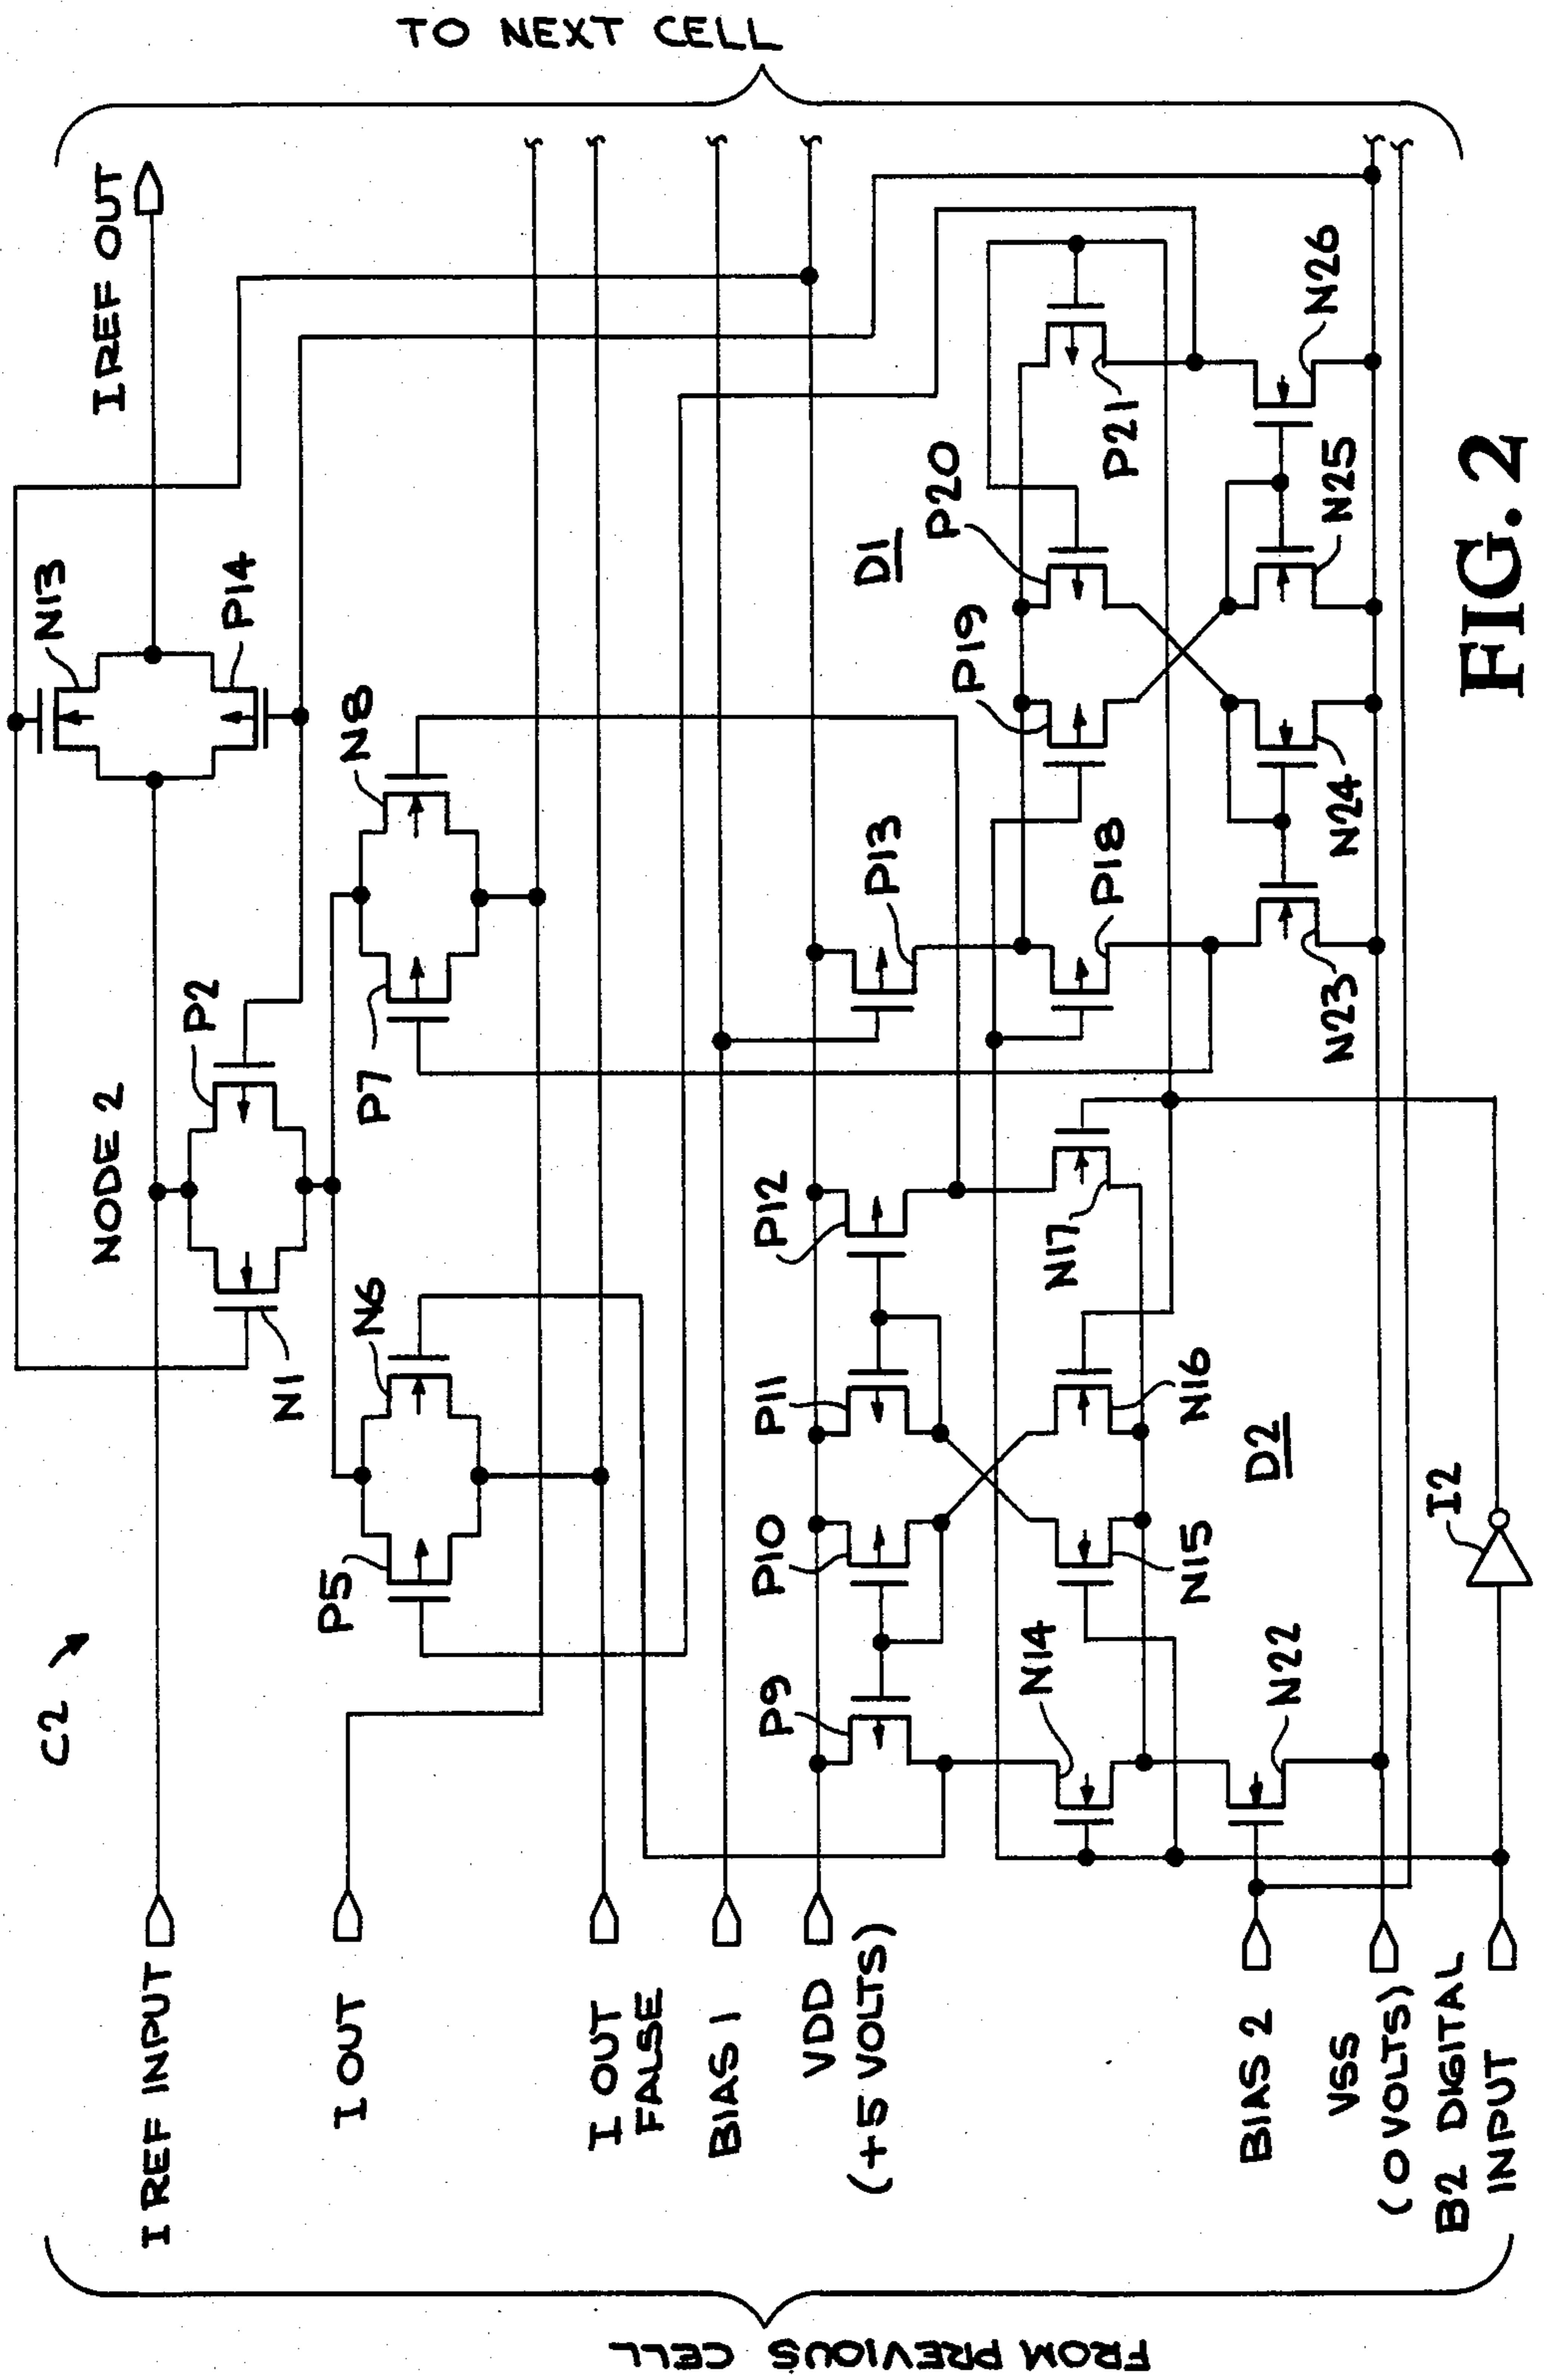 FROM PREVIOUS CELL
TO NEXT CELL
C2
I REF INPUT
I OUT
I OUT
FALSE
BIAS 1
VDD
(+5 VOLTS)
BIAS 2
VSS
(0 VOLTS)
B2 DIGITAL
INPUT
NODE 2
N1
P2
N13
P14
I REF OUT
P5
N6
P7
N8
P9
P10
P11
P12
P13
N14
N15
N16
N17
N22
D2
I2
P18
P19
P20
P21
D1
N23
N24
N25
N26
FIG. 2